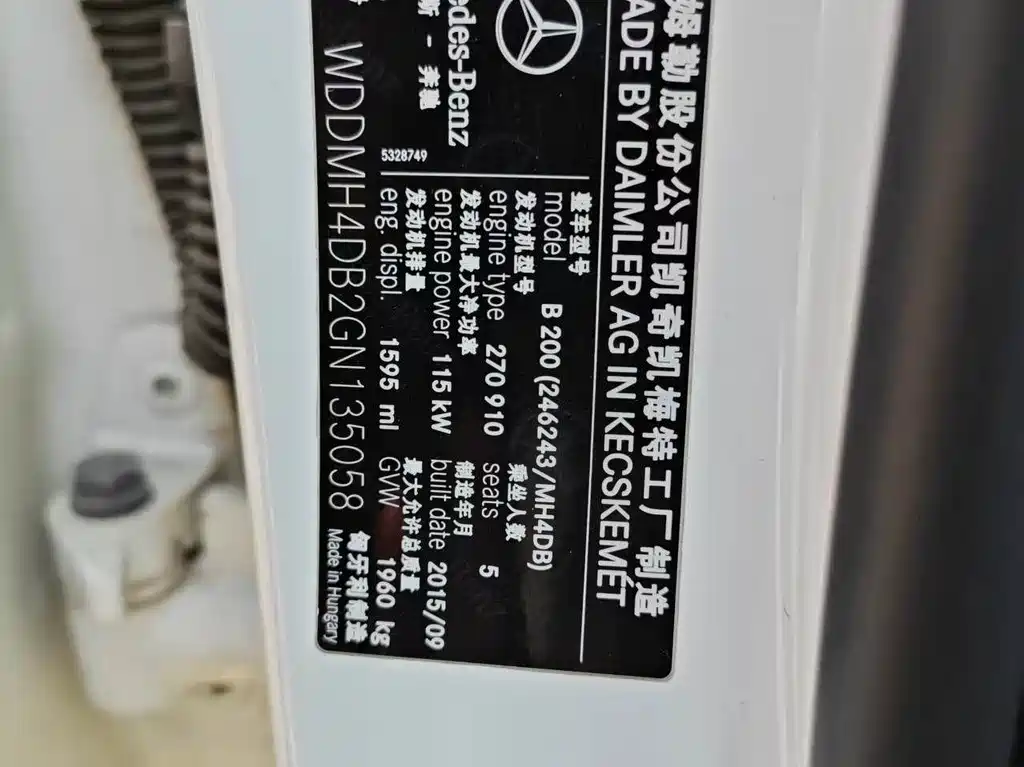 姆勒股份公司凯奇凯梅特工厂制造
ADE BY DAIMLER AG IN KECSKEMÉT
edes-Benz
斯 - 奔驰
5328749
整车型号
model B 200 (246243/MH4DB)
发动机型号 乘坐人数
engine type 270 910 seats 5
发动机最大净功率 制造年月
engine power 115 kW built date 2015/09
发动机排量 最大允许总质量
eng. displ. 1595 ml GVW 1960 kg
WDDMH4DB2GN135058 匈牙利制造
Made in Hungary